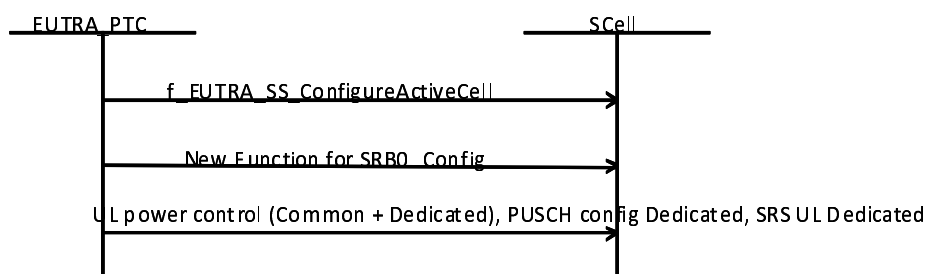 EUTRA_PTC
SCell
f_EUTRA_SS_ConfigureActiveCell
New Function for SRB0_Config
UL power control (Common + Dedicated), PUSCH config Dedicated, SRS UL Dedicated